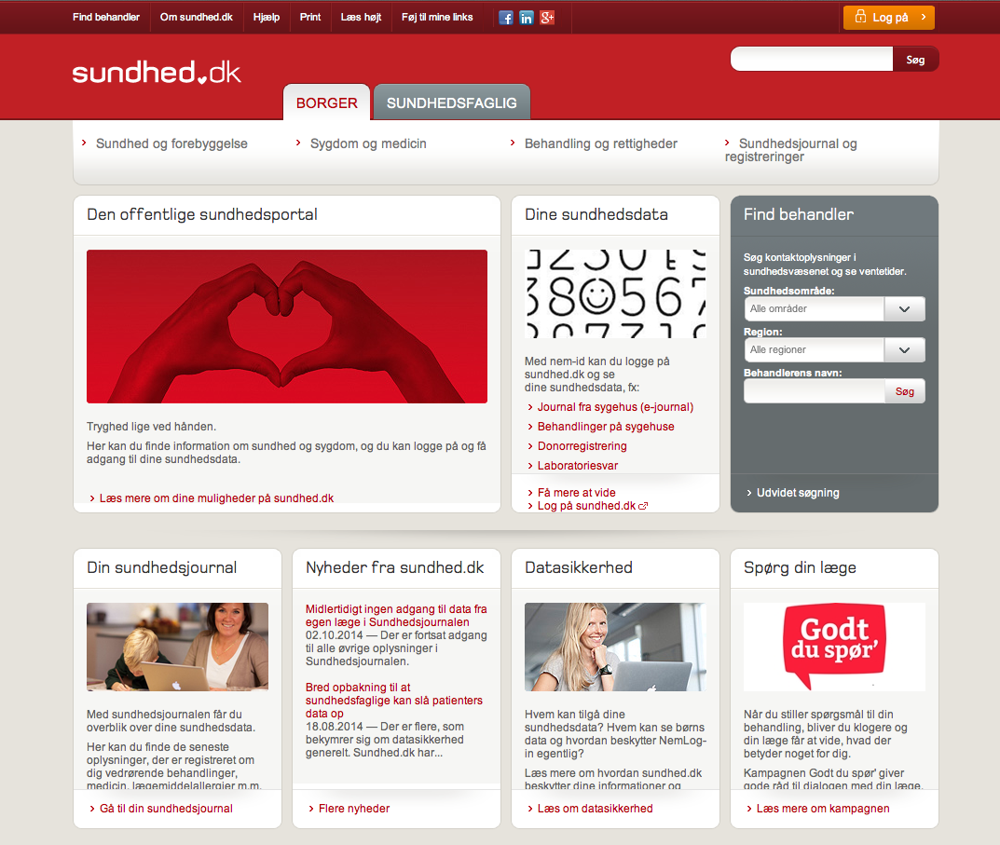 Find behandler
Om sundhed.dk
Hjælp
Print
Læs højt
Føj til mine links
Log på
sundhed.dk
Søg
BORGER
SUNDHEDSFAGLIG
Sundhed og forebyggelse
Sygdom og medicin
Behandling og rettigheder
Sundhedsjournal og
registreringer
Den offentlige sundhedsportal
Tryghed lige ved hånden.
Her kan du finde information om sundhed og sygdom, og du kan logge på og få
adgang til dine sundhedsdata.
Læs mere om dine muligheder på sundhed.dk
Dine sundhedsdata
Med nem-id kan du logge på
sundhed.dk og se
dine sundhedsdata, fx:
Journal fra sygehus (e-journal)
Behandlinger på sygehuse
Donorregistrering
Laboratoriesvar
Få mere at vide
Log på sundhed.dk
Find behandler
Søg kontaktoplysninger i
sundhedsvæsenet og se ventetider.
Sundhedsområde:
Alle områder
Region:
Alle regioner
Behandlerens navn:
Søg
Udvidet søgning
Din sundhedsjournal
Med sundhedsjournalen får du
overblik over dine sundhedsdata.
Her kan du finde de seneste
oplysninger, der er registreret om
dig vedrørende behandlinger,
medicin, lægemiddelallergier m.m.
Gå til din sundhedsjournal
Nyheder fra sundhed.dk
Midlertidigt ingen adgang til data fra
egen læge i Sundhedsjournalen
02.10.2014 — Der er fortsat adgang
til alle øvrige oplysninger i
Sundhedsjournalen.
Bred opbakning til at
sundhedsfaglige kan slå patienters
data op
18.08.2014 — Der er flere, som
bekymrer sig om datasikkerhed
generelt. Sundhed.dk har...
Flere nyheder
Datasikkerhed
Hvem kan tilgå dine
sundhedsdata? Hvem kan se børns
data og hvordan beskytter NemLog-
in egentlig?
Læs mere om hvordan sundhed.dk
beskytter dine informationer og
Læs om datasikkerhed
Spørg din læge
Godt
du spør'
Når du stiller spørgsmål til din
behandling, bliver du klogere og
din læge får at vide, hvad der
betyder noget for dig.
Kampagnen Godt du spør' giver
gode råd til dialogen med din læge.
Læs mere om kampagnen